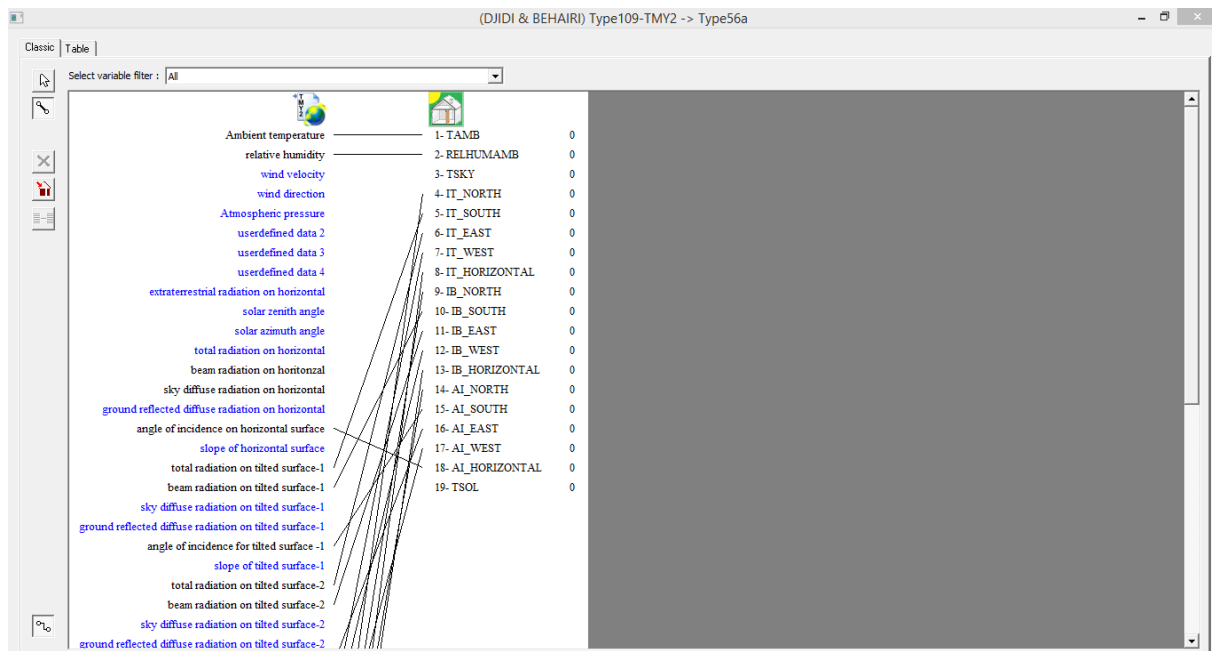 (DJIDI & BEHAIRI) Type109-TMY2 -> Type56a
Classic Table
Select variable filter : All
TMY2
Ambient temperature 1- TAMB 0
relative humidity 2- RELHUMAMB 0
wind velocity 3- TSKY 0
wind direction 4- IT_NORTH 0
Atmospheric pressure 5- IT_SOUTH 0
userdefined data 2 6- IT_EAST 0
userdefined data 3 7- IT_WEST 0
userdefined data 4 8- IT_HORIZONTAL 0
extraterrestrial radiation on horizontal 9- IB_NORTH 0
solar zenith angle 10- IB_SOUTH 0
solar azimuth angle 11- IB_EAST 0
total radiation on horizontal 12- IB_WEST 0
beam radiation on horitonzal 13- IB_HORIZONTAL 0
sky diffuse radiation on horizontal 14- AI_NORTH 0
ground reflected diffuse radiation on horizontal 15- AI_SOUTH 0
angle of incidence on horizontal surface 16- AI_EAST 0
slope of horizontal surface 17- AI_WEST 0
total radiation on tilted surface-1 18- AI_HORIZONTAL 0
beam radiation on tilted surface-1 19- TSOL 0
sky diffuse radiation on tilted surface-1
ground reflected diffuse radiation on tilted surface-1
angle of incidence for tilted surface -1
slope of tilted surface-1
total radiation on tilted surface-2
beam radiation on tilted surface-2
sky diffuse radiation on tilted surface-2
ground reflected diffuse radiation on tilted surface-2